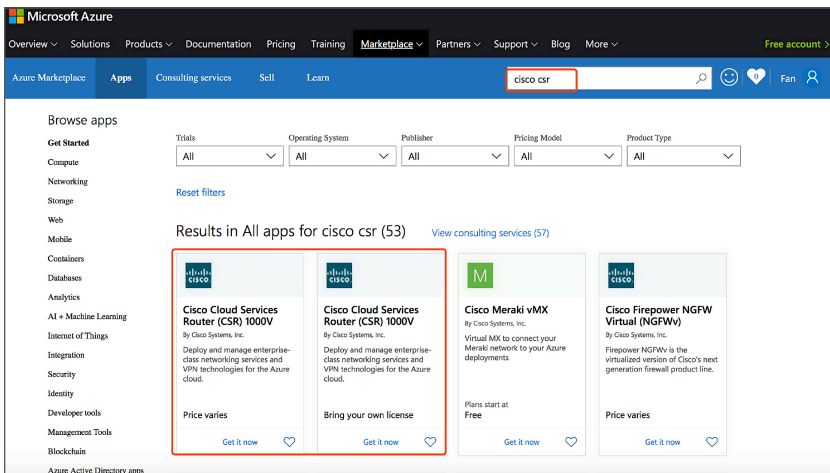 Microsoft Azure
Overview Solutions Products Documentation Pricing Training Marketplace Partners Support Blog More Free account >
Azure Marketplace Apps Consulting services Sell Learn cisco csr 0 Fan
Browse apps
Get Started
Compute
Networking
Storage
Web
Mobile
Containers
Databases
Analytics
AI + Machine Learning
Internet of Things
Integration
Security
Identity
Developer tools
Management Tools
Blockchain
Azure Active Directory apps
Trials Operating System Publisher Pricing Model Product Type
All All All All All
Reset filters
Results in All apps for cisco csr (53) View consulting services (57)
CISCO
Cisco Cloud Services
Router (CSR) 1000V
By Cisco Systems, Inc.
Deploy and manage enterprise-
class networking services and
VPN technologies for the Azure
cloud.
Price varies
Get it now
CISCO
Cisco Cloud Services
Router (CSR) 1000V
By Cisco Systems, Inc.
Deploy and manage enterprise-
class networking services and
VPN technologies for the Azure
cloud.
Bring your own license
Get it now
M
Cisco Meraki vMX
By Cisco Systems, Inc.
Virtual MX to connect your
Meraki network to your Azure
deployments
Plans start at
Free
Get it now
CISCO
Cisco Firepower NGFW
Virtual (NGFWv)
By Cisco Systems, Inc.
Firepower NGFWv is the
virtualized version of Cisco's next
generation firewall product line.
Price varies
Get it now